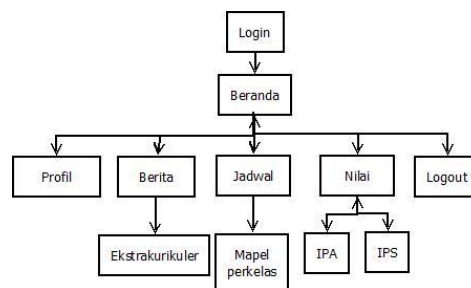 Login
Beranda
Profil
Berita
Jadwal
Nilai
Logout
Ekstrakurikuler
Mapel
perkelas
IPA
IPS